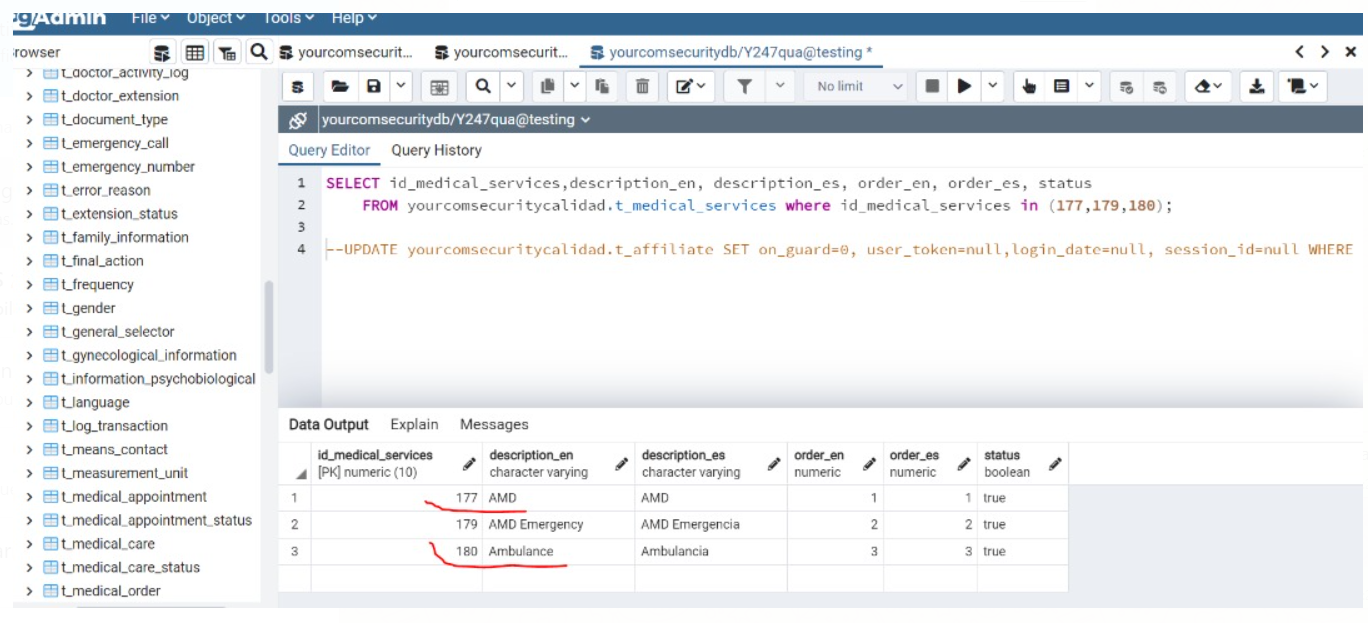 pgAdmin File Object Tools Help
Browser
yourcomsecurit... yourcomsecurit... yourcomsecuritydb/Y247qua@testing *
t_doctor_activity_log
t_doctor_extension
t_document_type
t_emergency_call
t_emergency_number
t_error_reason
t_extension_status
t_family_information
t_final_action
t_frequency
t_gender
t_general_selector
t_gynecological_information
t_information_psychobiological
t_language
t_log_transaction
t_means_contact
t_measurement_unit
t_medical_appointment
t_medical_appointment_status
t_medical_care
t_medical_care_status
t_medical_order
No limit
yourcomsecuritydb/Y247qua@testing
Query Editor Query History
1 SELECT id_medical_services,description_en, description_es, order_en, order_es, status
2 FROM yourcomsecuritycalidad.t_medical_services where id_medical_services in (177,179,180);
3
4 --UPDATE yourcomsecuritycalidad.t_affiliate SET on_guard=0, user_token=null,login_date=null, session_id=null WHERE
Data Output Explain Messages
id_medical_services description_en description_es order_en order_es status
[PK] numeric (10) character varying character varying numeric numeric boolean
1 177 AMD AMD 1 1 true
2 179 AMD Emergency AMD Emergencia 2 2 true
3 180 Ambulance Ambulancia 3 3 true